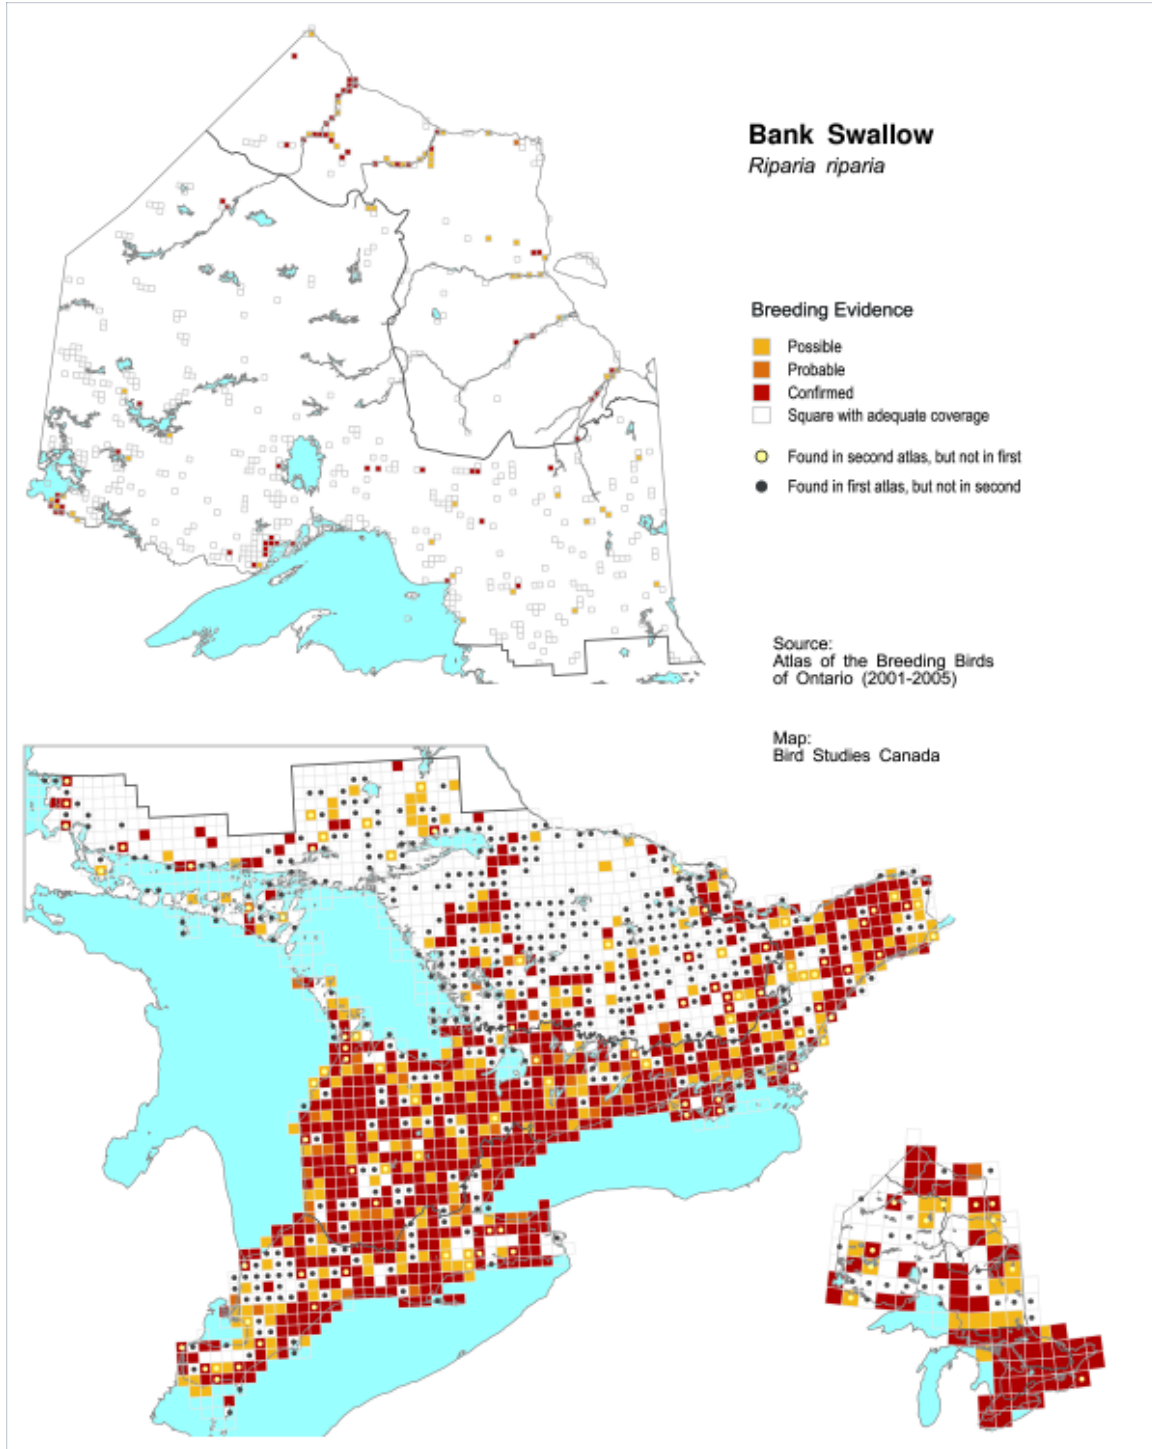 Bank Swallow
Riparia riparia
Breeding Evidence
Possible
Probable
Confirmed
Square with adequate coverage
Found in second atlas, but not in first
Found in first atlas, but not in second
Source:
Atlas of the Breeding Birds
of Ontario (2001-2005)
Map:
Bird Studies Canada